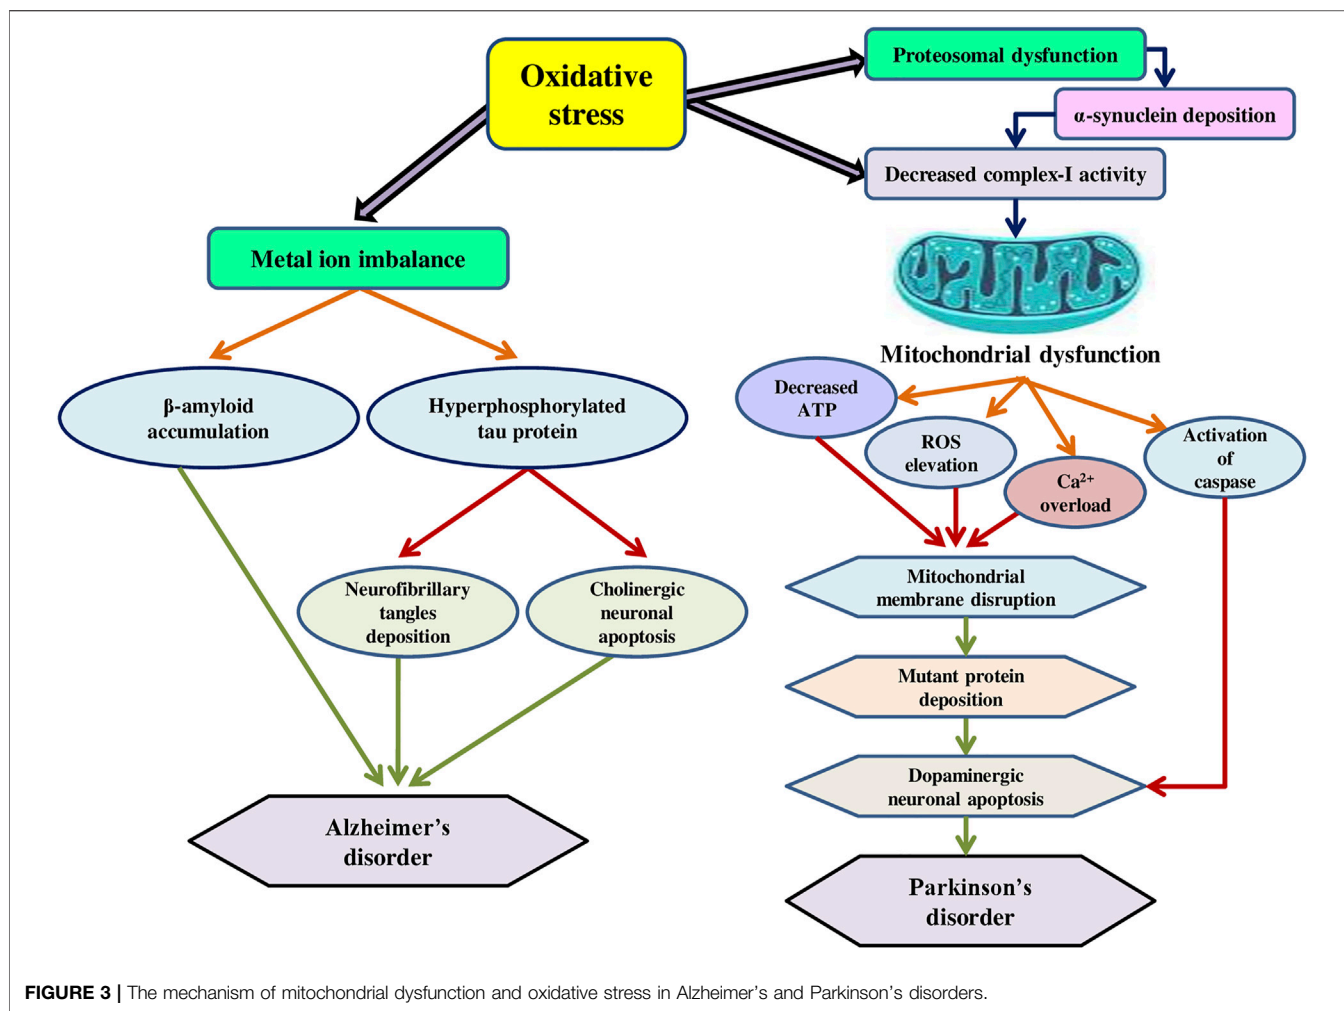 Oxidative
stress
Proteosomal dysfunction
α-synuclein deposition
Decreased complex-I activity
Metal ion imbalance
Mitochondrial dysfunction
β-amyloid
accumulation
Hyperphosphorylated
tau protein
Decreased
ATP
ROS
elevation
Ca²⁺
overload
Activation
of
caspase
Neurofibrillary
tangles
deposition
Cholinergic
neuronal
apoptosis
Mitochondrial
membrane disruption
Mutant protein
deposition
Dopaminergic
neuronal apoptosis
Alzheimer's
disorder
Parkinson's
disorder
FIGURE 3 | The mechanism of mitochondrial dysfunction and oxidative stress in Alzheimer's and Parkinson's disorders.